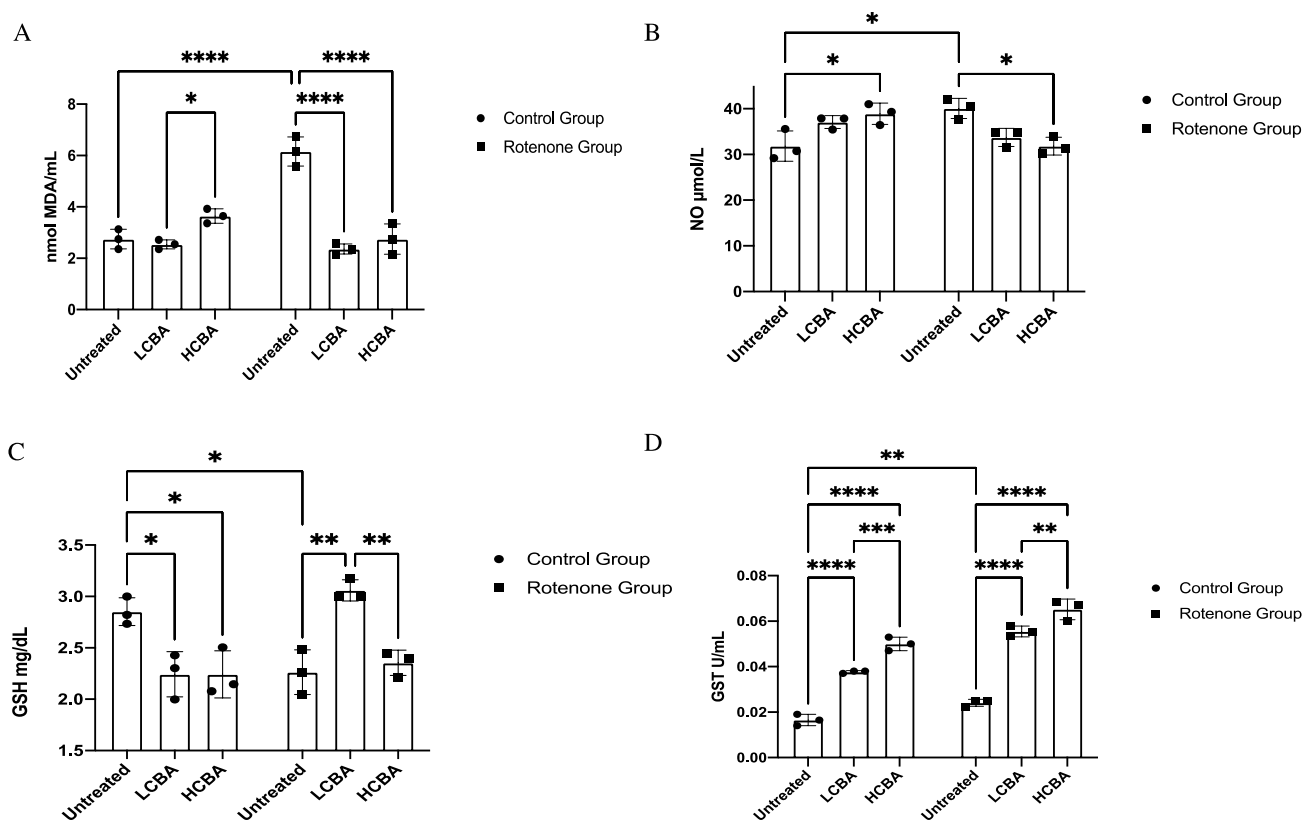 A
**** ****
* ****
8
6
4
2
0
nmol MDA/mL
Untreated LCBA HCBA Untreated LCBA HCBA
Control Group
Rotenone Group
B
*
* *
40
30
20
10
0
NO µmol/L
Untreated LCBA HCBA Untreated LCBA HCBA
Control Group
Rotenone Group
C
*
*
* ** **
3.5
3.0
2.5
2.0
1.5
GSH mg/dL
Untreated LCBA HCBA Untreated LCBA HCBA
Control Group
Rotenone Group
D
**
**** ****
*** **
**** ****
0.08
0.06
0.04
0.02
0.00
GST U/mL
Untreated LCBA HCBA Untreated LCBA HCBA
Control Group
Rotenone Group